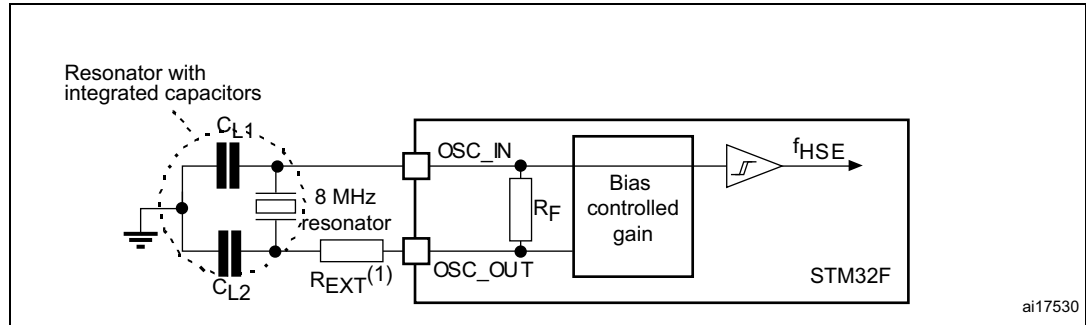 Resonator with
integrated capacitors
CL1
OSC_IN
fHSE
8 MHz
resonator
RF
Bias
controlled
gain
REXT(1)
OSC_OUT
STM32F
CL2
ai17530